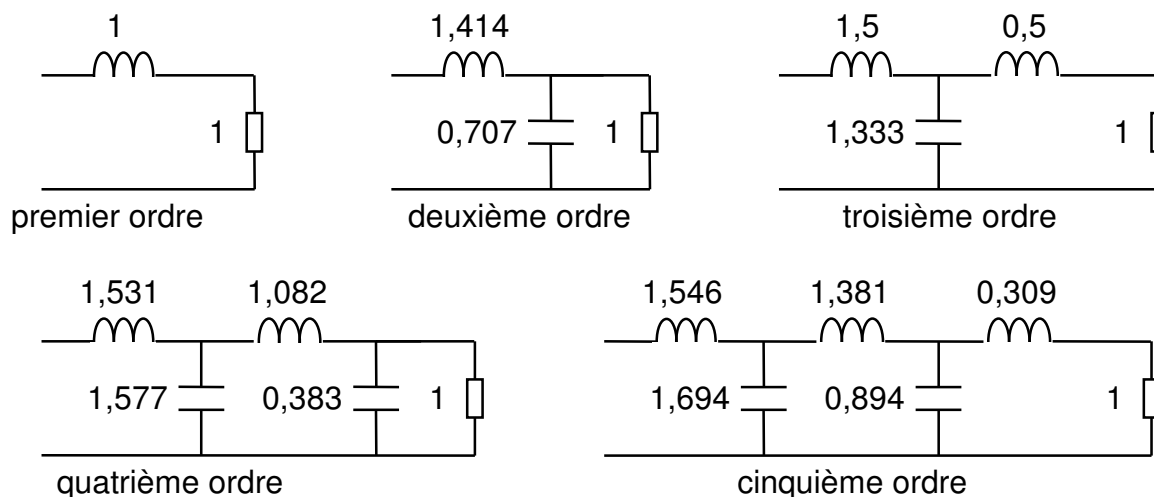 1
1,414
1,5 0,5
1 0,707 1 1,333 1
premier ordre deuxième ordre troisième ordre
1,531 1,082 1,546 1,381 0,309
1,577 0,383 1 1,694 0,894 1
quatrième ordre cinquième ordre